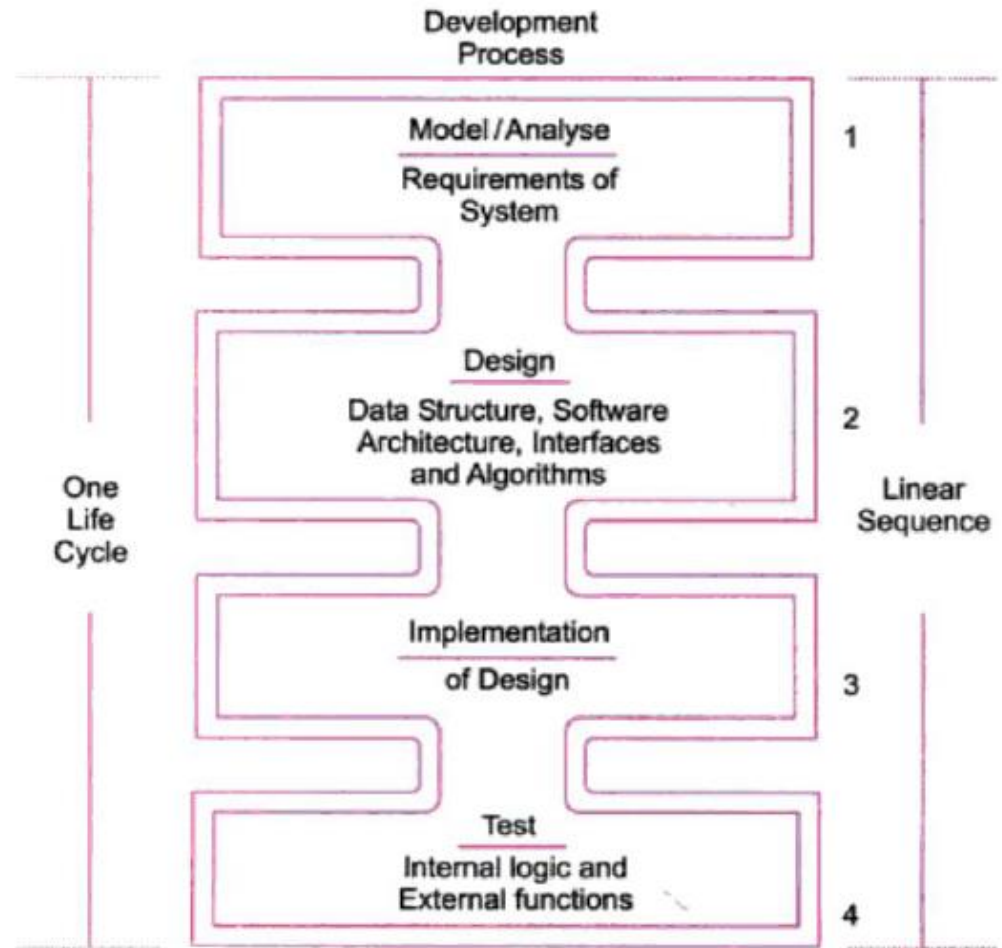 Development
Process
Model/Analyse
1
Requirements of
System
Design
Data Structure, Software
2
Architecture, Interfaces
and Algorithms
One
Life
Cycle
Linear
Sequence
Implementation
of Design
3
Test
Internal logic and
External functions
4